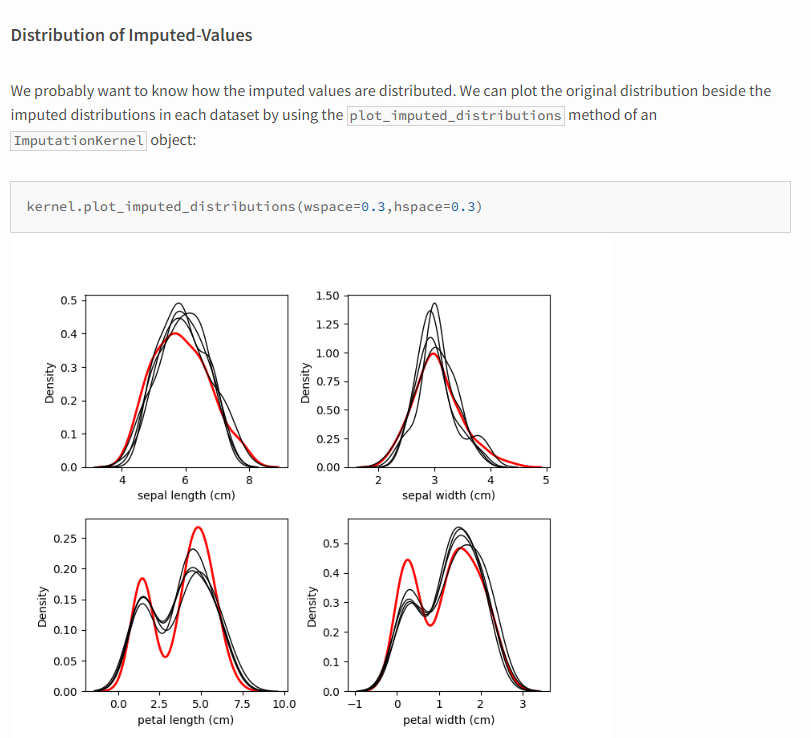 Distribution of Imputed-Values
We probably want to know how the imputed values are distributed. We can plot the original distribution beside the
imputed distributions in each dataset by using the plot_imputed_distributions method of an
ImputationKernel object:
kernel.plot_imputed_distributions(wspace=0.3,hspace=0.3)
0.5
0.4
0.3
0.2
0.1
0.0
Density
4 6 8
sepal length (cm)
1.50
1.25
1.00
0.75
0.50
0.25
0.00
Density
2 3 4 5
sepal width (cm)
0.25
0.20
0.15
0.10
0.05
0.00
Density
0.0 2.5 5.0 7.5 10.0
petal length (cm)
0.5
0.4
0.3
0.2
0.1
0.0
Density
−1 0 1 2 3
petal width (cm)